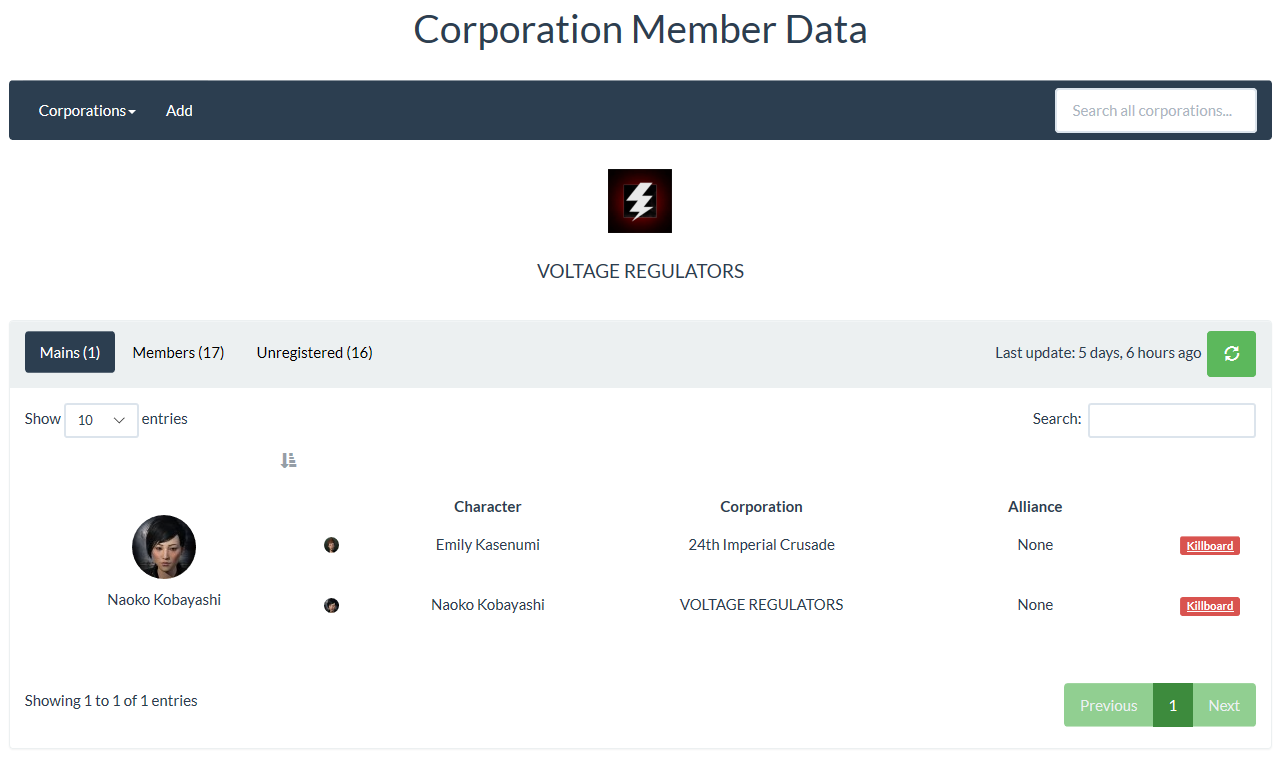 Corporation Member Data
Corporations Add Search all corporations...
VOLTAGE REGULATORS
Mains (1) Members (17) Unregistered (16) Last update: 5 days, 6 hours ago
Show 10 entries Search:
Character Corporation Alliance
Emily Kasenumi 24th Imperial Crusade None Killboard
Naoko Kobayashi
Naoko Kobayashi VOLTAGE REGULATORS None Killboard
Showing 1 to 1 of 1 entries Previous 1 Next